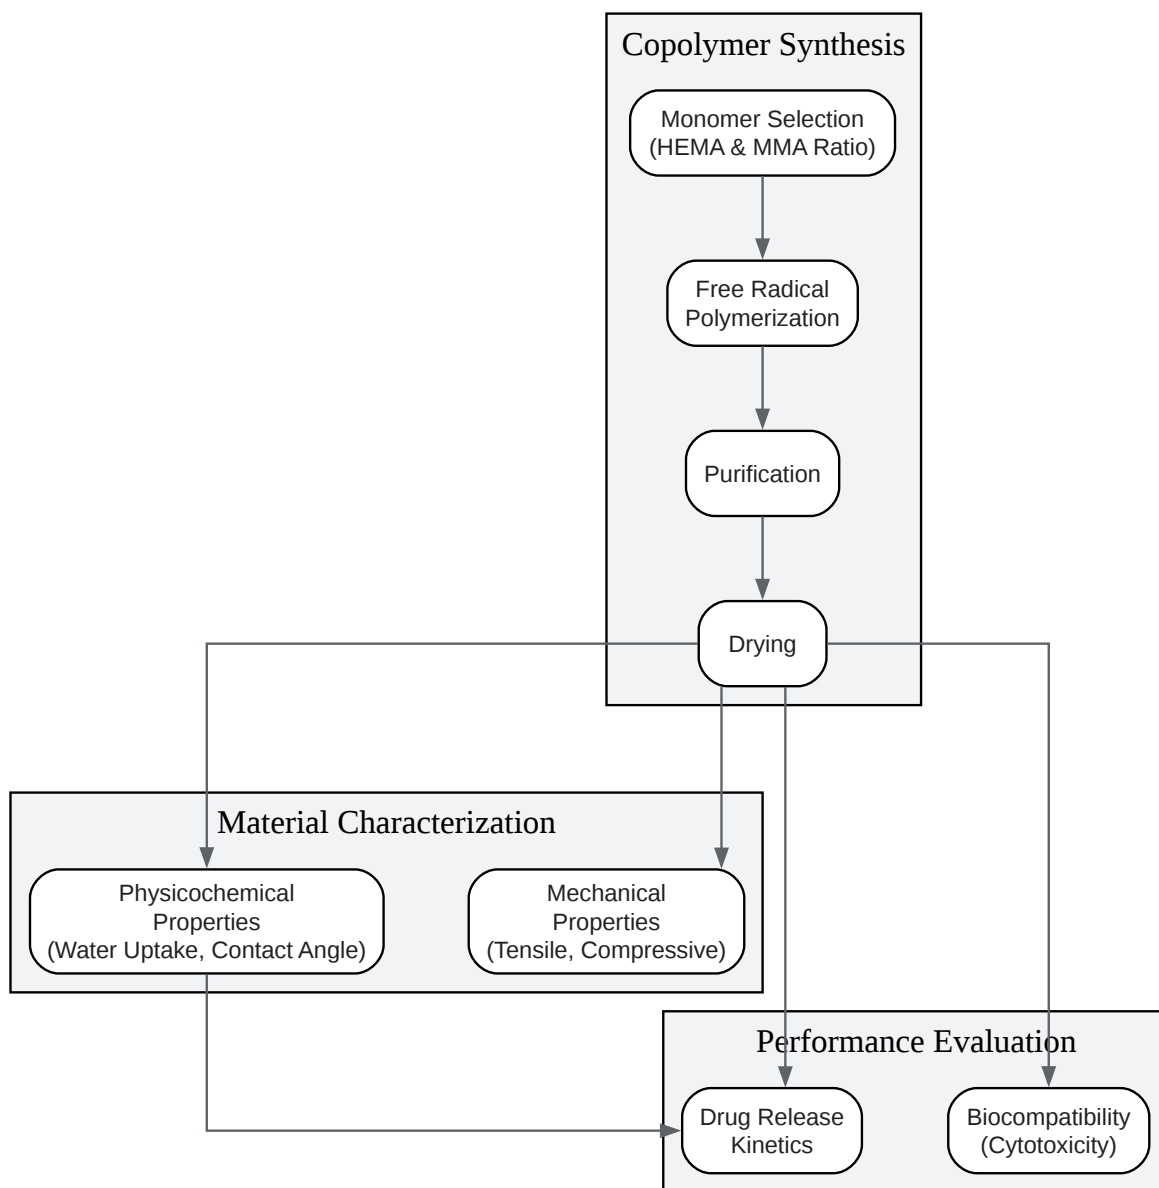 Copolymer Synthesis
Monomer Selection
(HEMA & MMA Ratio)
Free Radical
Polymerization
Purification
Drying
Material Characterization
Physicochemical
Properties
(Water Uptake, Contact Angle)
Mechanical
Properties
(Tensile, Compressive)
Performance Evaluation
Drug Release
Kinetics
Biocompatibility
(Cytotoxicity)